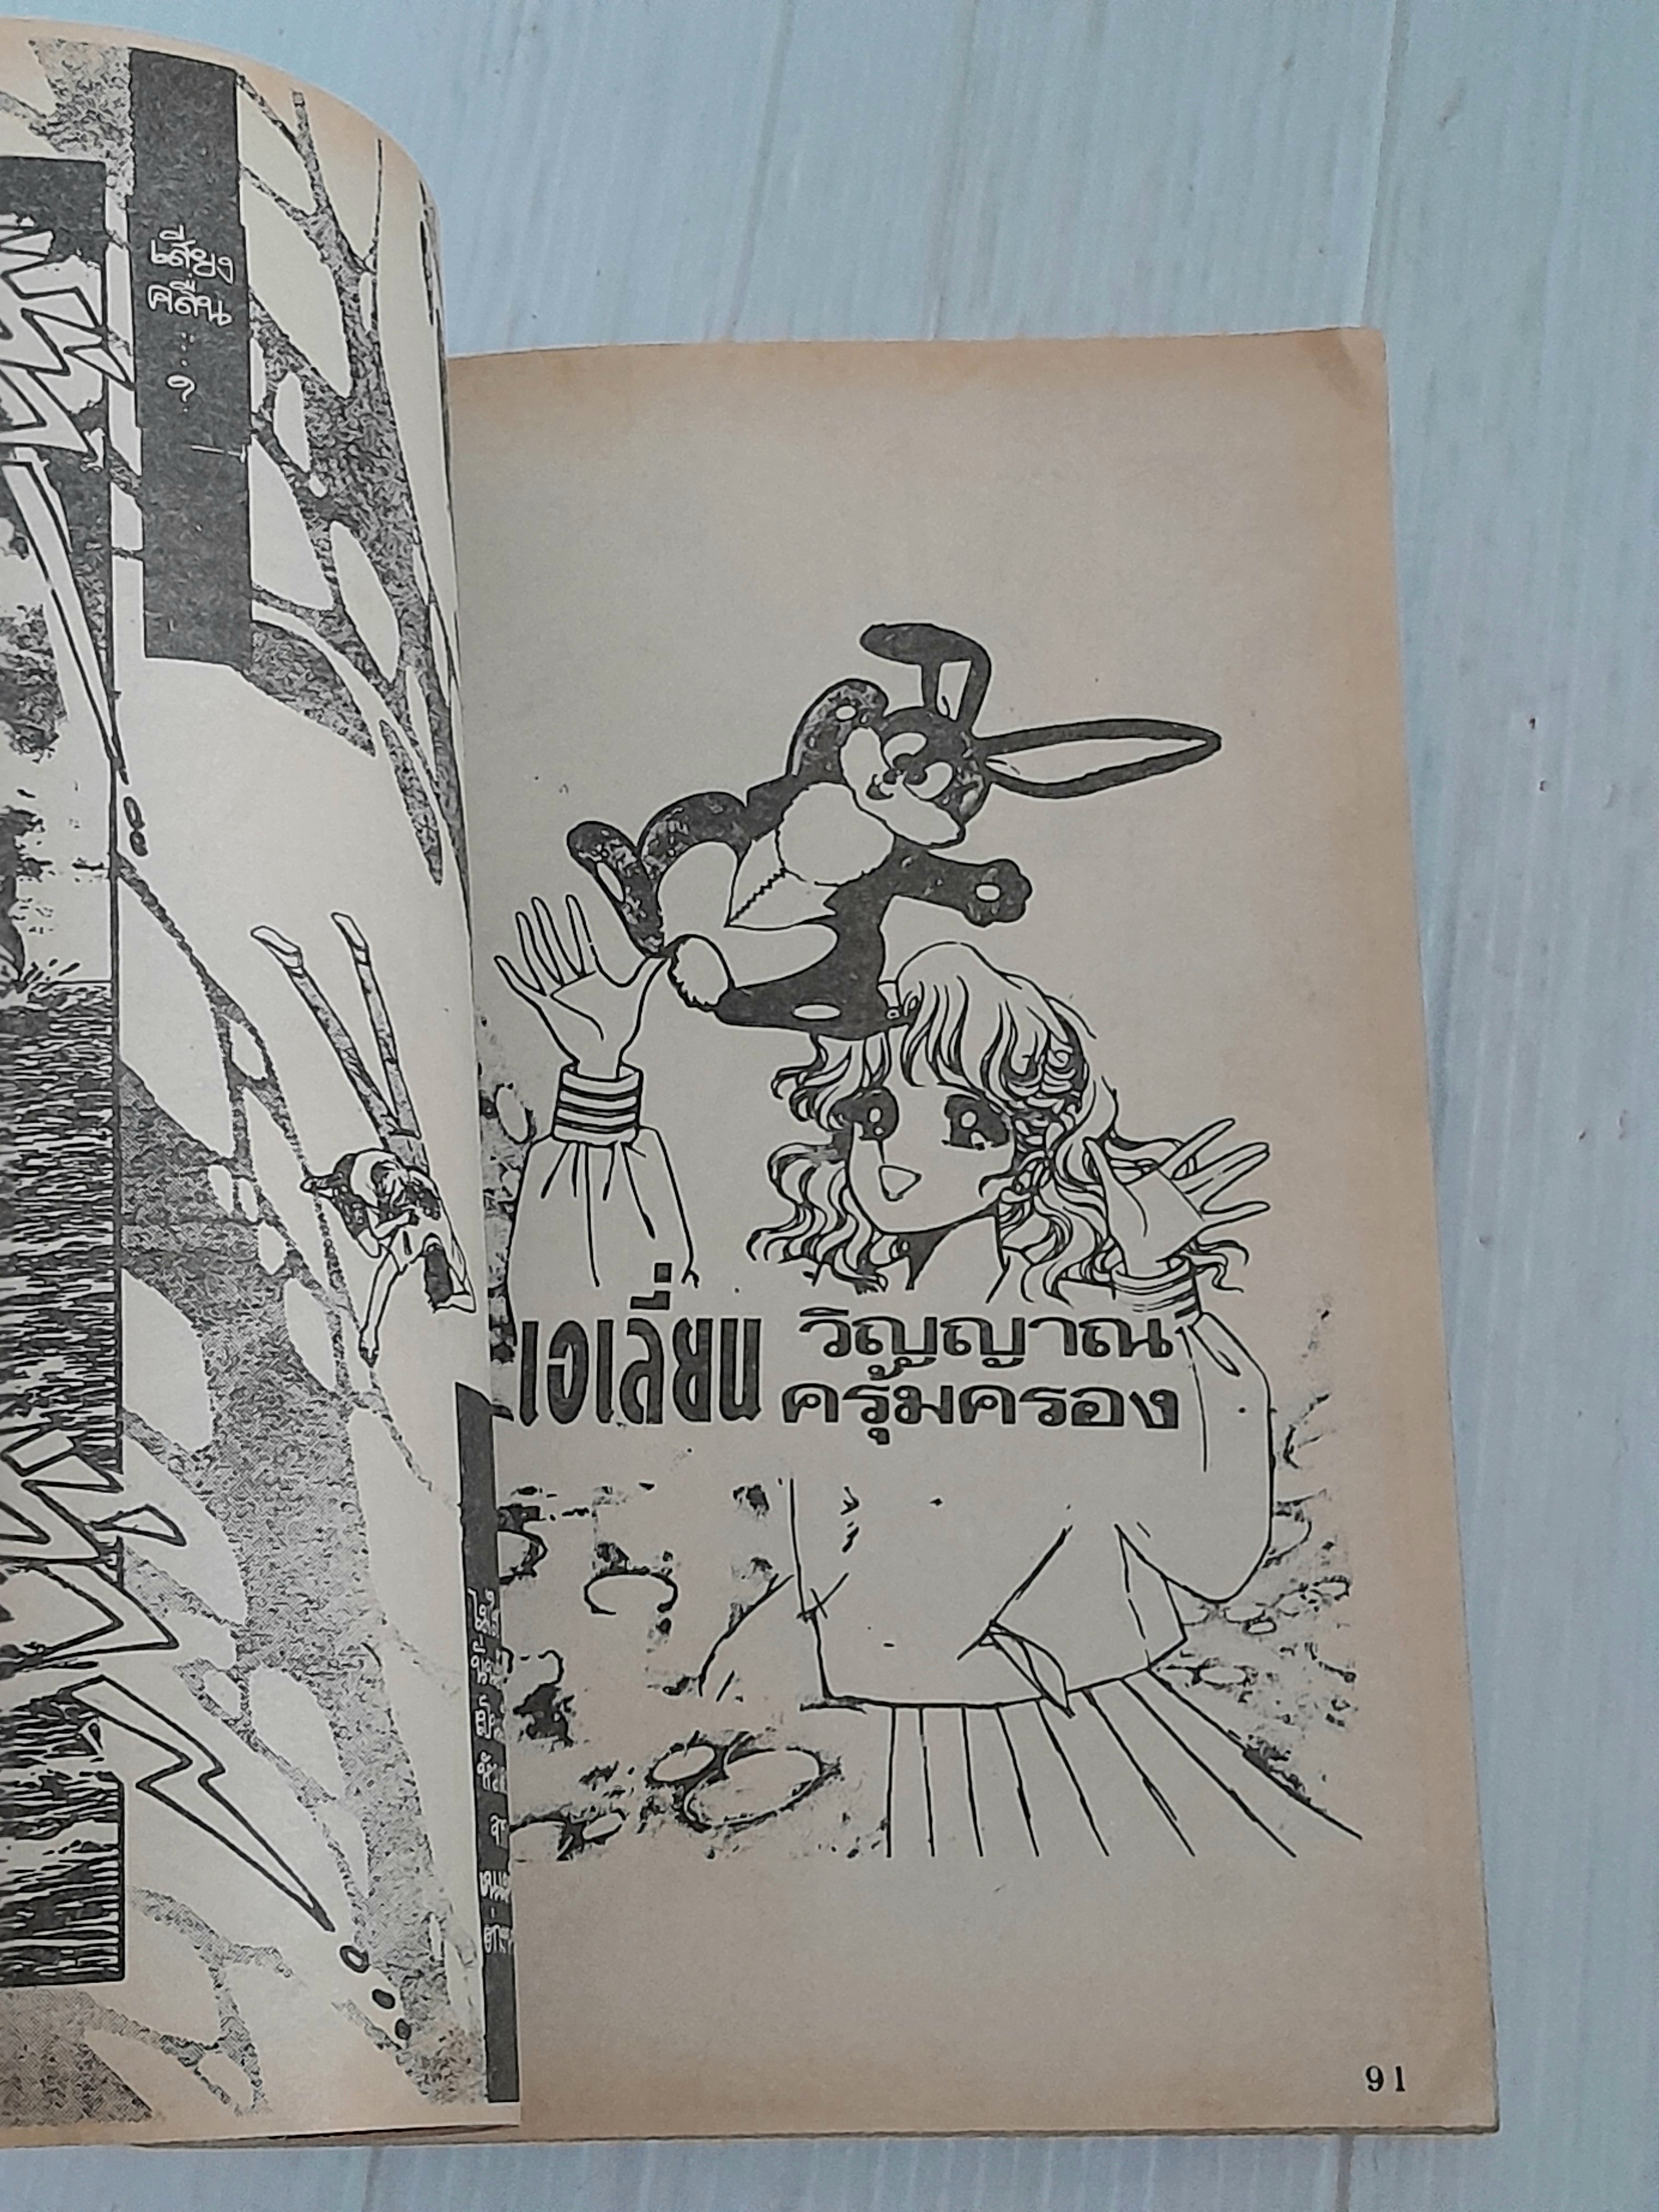 เสียง
คลื่น
...
?
เอเลี่ยน วิญญาณ
ครุ้มครอง
91